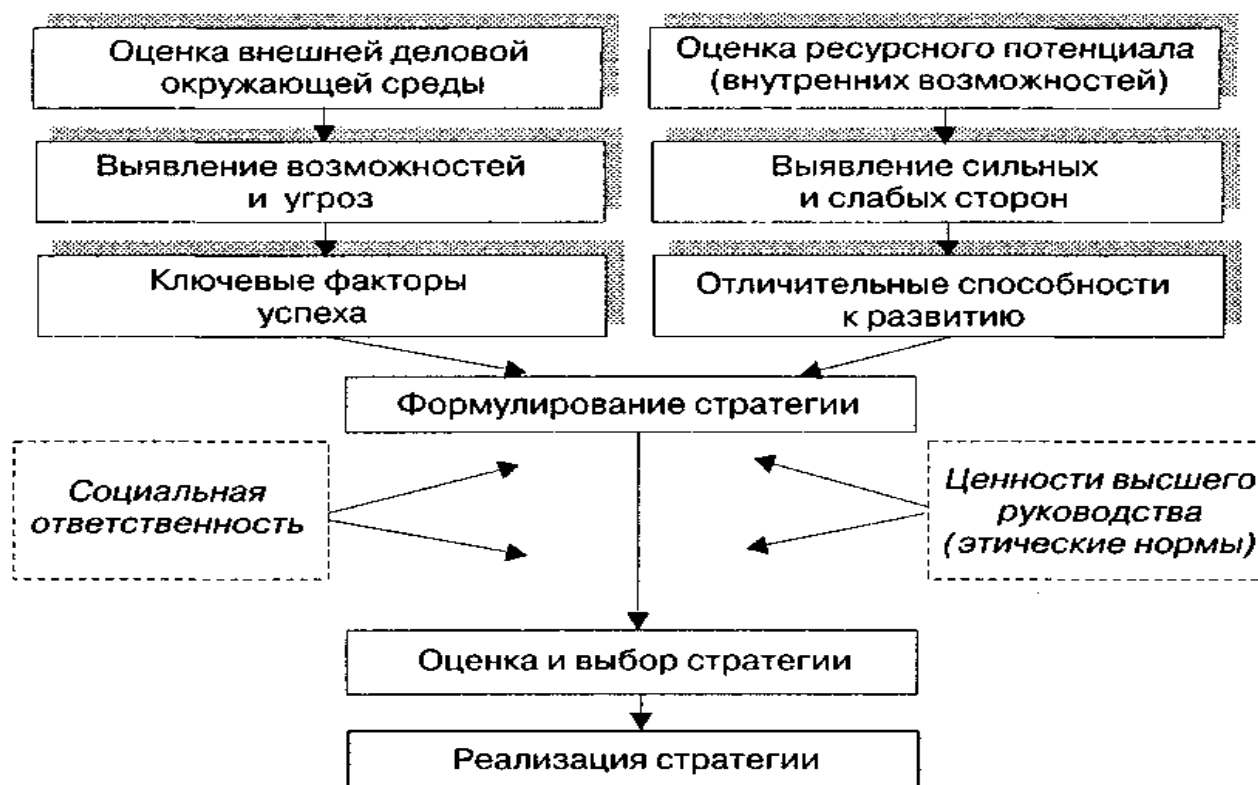 Оценка внешней деловой
окружающей среды
Оценка ресурсного потенциала
(внутренних возможностей)
Выявление возможностей
и угроз
Выявление сильных
и слабых сторон
Ключевые факторы
успеха
Отличительные способности
к развитию
Формулирование стратегии
Социальная
ответственность
Ценности высшего
руководства
(этические нормы)
Оценка и выбор стратегии
Реализация стратегии